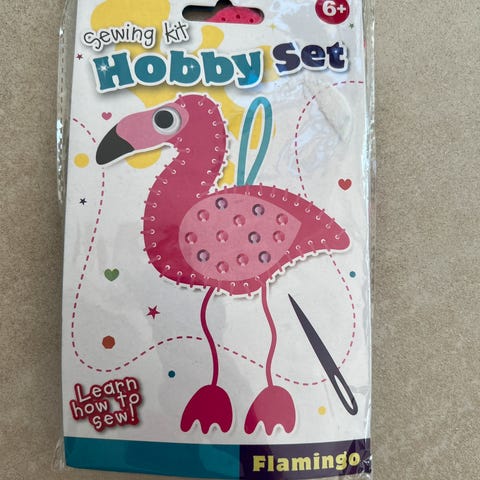 6+
Sewing kit
Hobby Set
Learn
how to
sew!
Flamingo